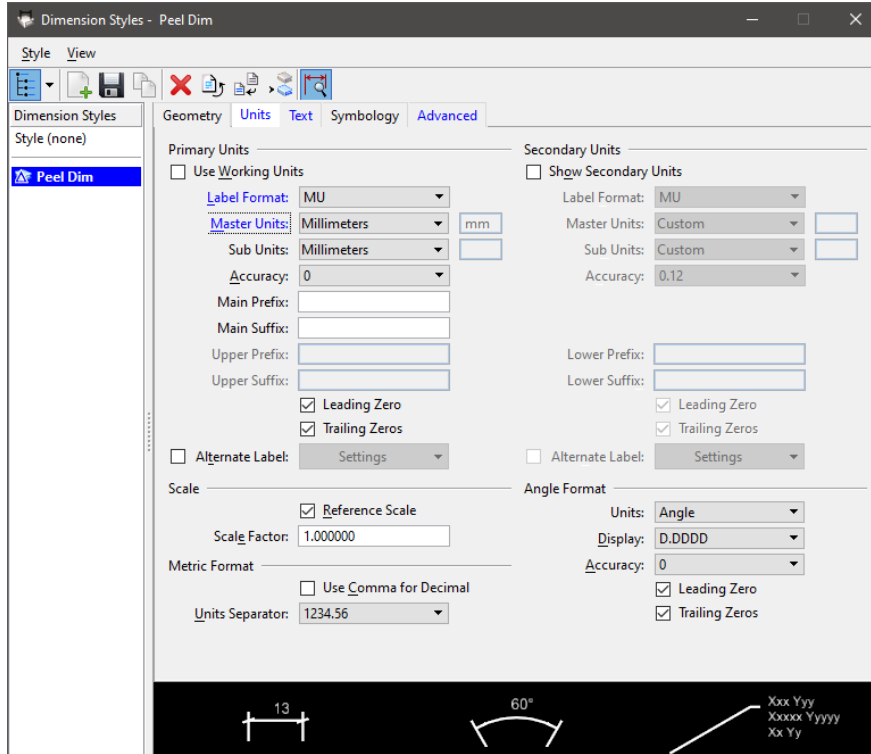 Dimension Styles - Peel Dim
Style View
Dimension Styles
Style (none)
Peel Dim
Geometry Units Text Symbology Advanced
Primary Units
Use Working Units
Label Format: MU
Master Units: Millimeters mm
Sub Units: Millimeters
Accuracy: 0
Main Prefix:
Main Suffix:
Upper Prefix:
Upper Suffix:
Leading Zero
Trailing Zeros
Alternate Label: Settings
Secondary Units
Show Secondary Units
Label Format: MU
Master Units: Custom
Sub Units: Custom
Accuracy: 0.12
Lower Prefix:
Lower Suffix:
Leading Zero
Trailing Zeros
Alternate Label: Settings
Scale
Reference Scale
Scale Factor: 1.000000
Metric Format
Use Comma for Decimal
Units Separator: 1234.56
Angle Format
Units: Angle
Display: D.DDDD
Accuracy: 0
Leading Zero
Trailing Zeros
13
60°
Xxx Yyy
Xxxxx Yyyyy
Xx Yy